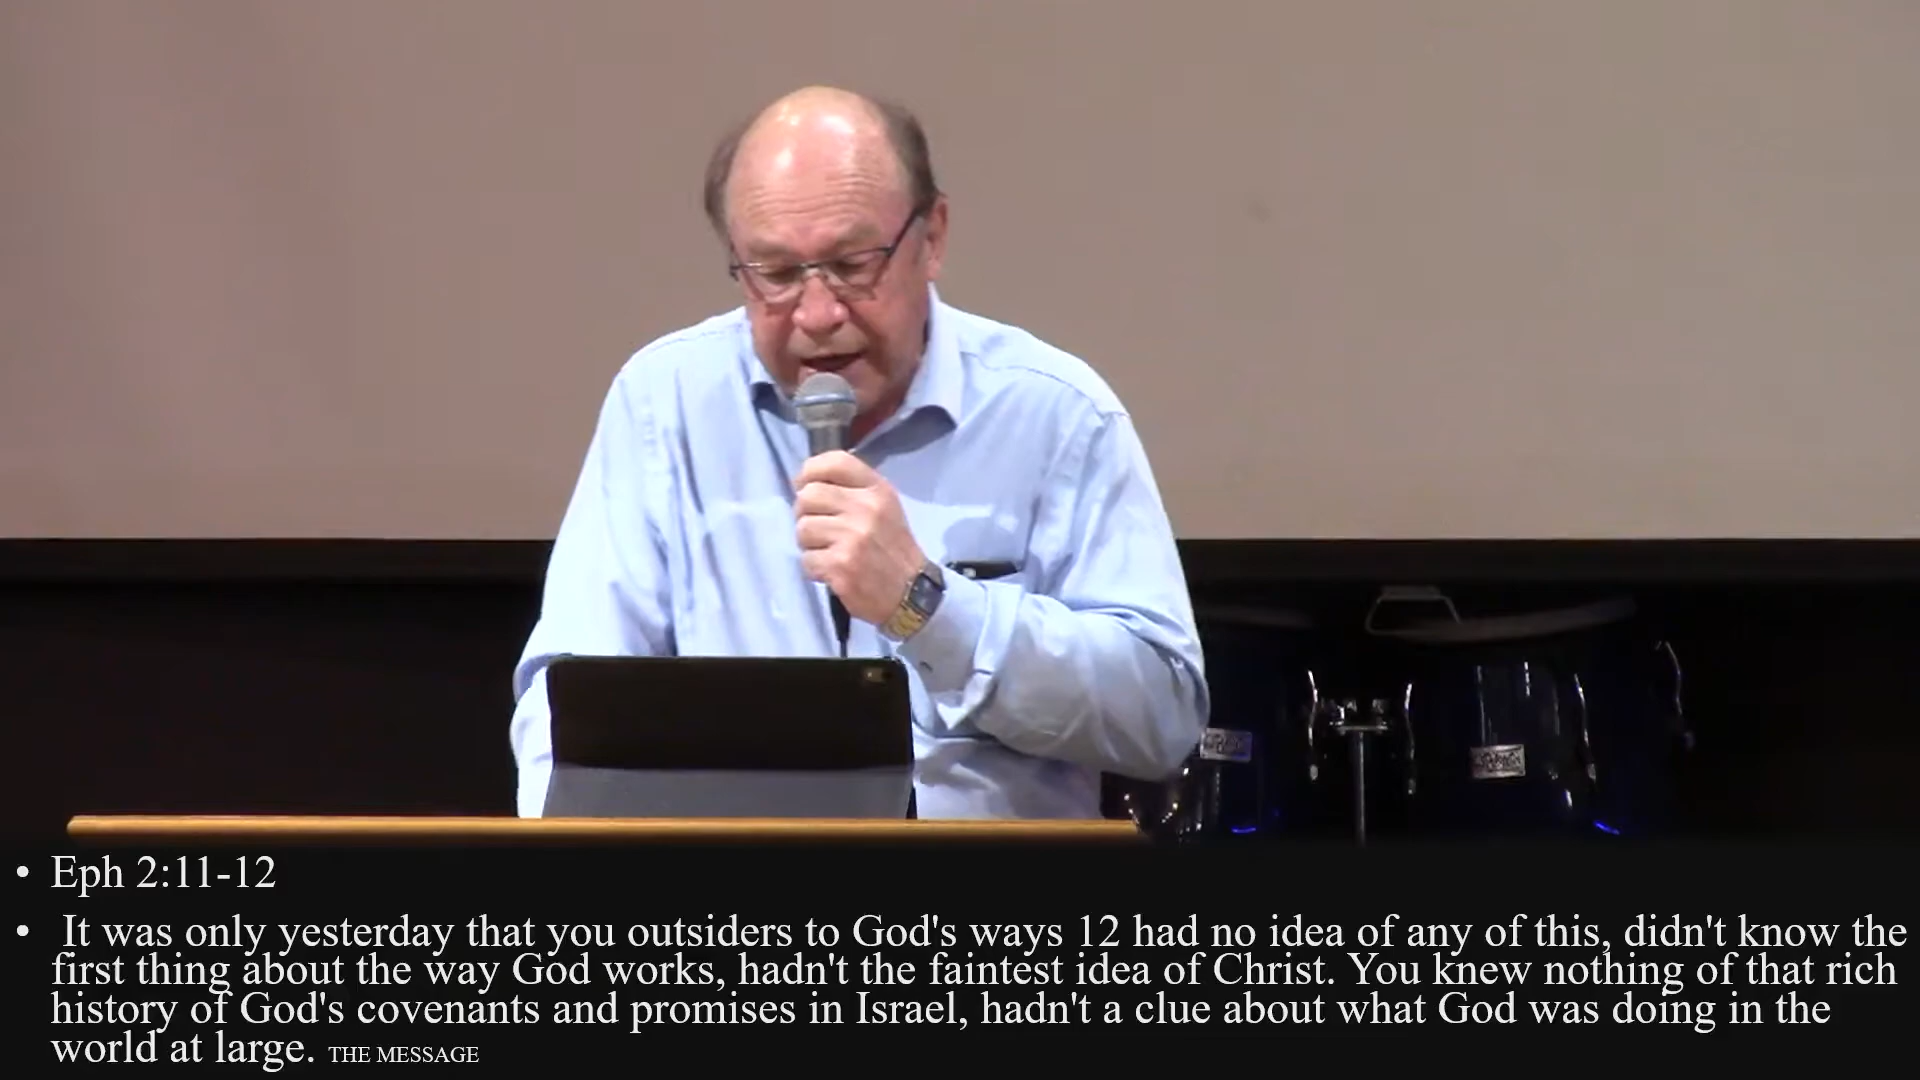 • Eph 2:11-12
• It was only yesterday that you outsiders to God's ways 12 had no idea of any of this, didn't know the
first thing about the way God works, hadn't the faintest idea of Christ. You knew nothing of that rich
history of God's covenants and promises in Israel, hadn't a clue about what God was doing in the
world at large. THE MESSAGE